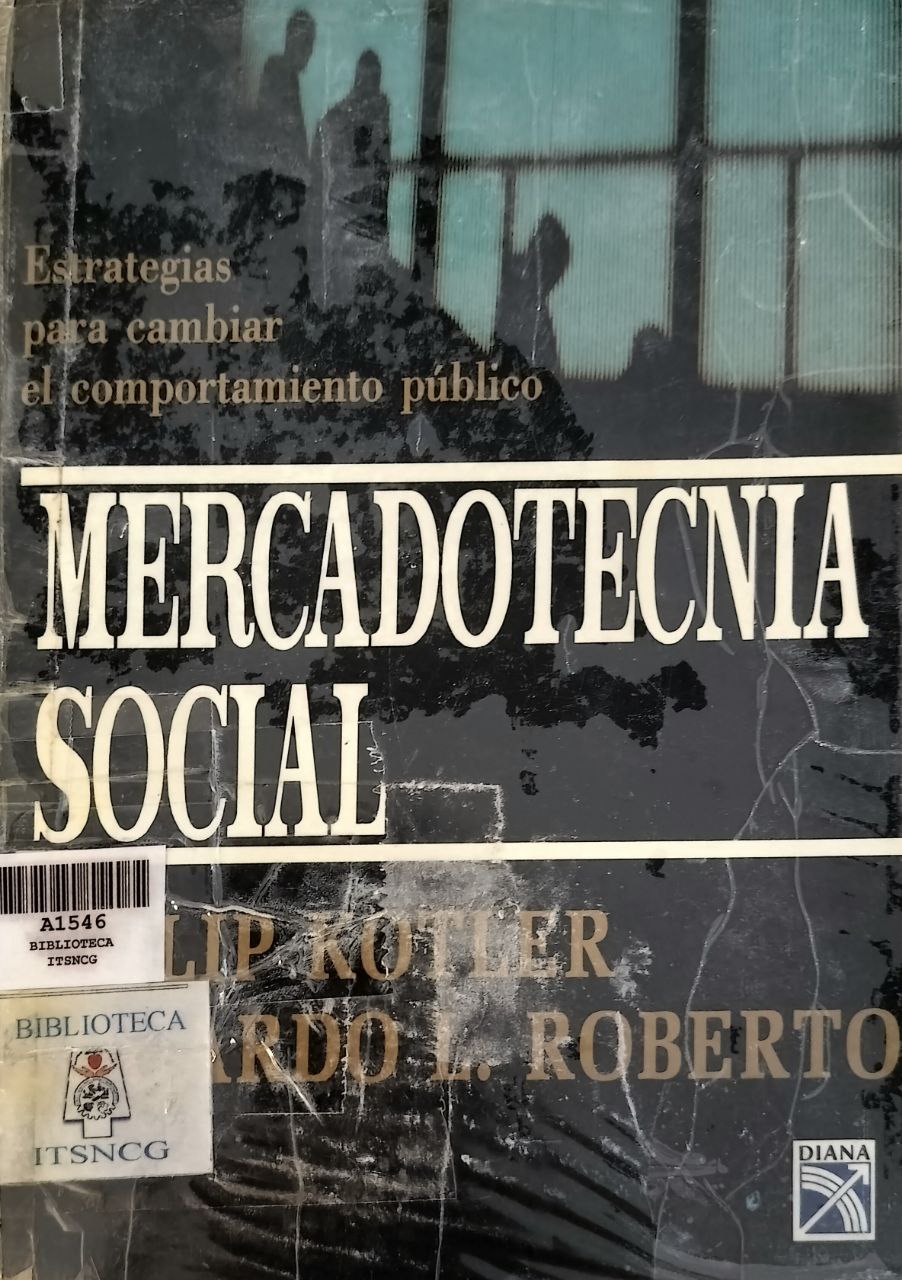 Estrategias
para cambiar
el comportamiento público
MERCADOTECNIA
SOCIAL
LIP KOTLER
ARDO L. ROBERTO
A1546
BIBLIOTECA
ITSNCG
BIBLIOTECA
ITSNCG
DIANA